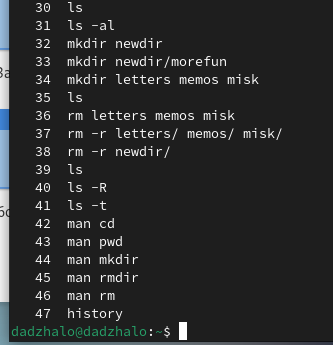 30 ls
31 ls -al
32 mkdir newdir
33 mkdir newdir/morefun
34 mkdir letters memos misk
35 ls
36 rm letters memos misk
37 rm -r letters/ memos/ misk/
38 rm -r newdir/
39 ls
40 ls -R
41 ls -t
42 man cd
43 man pwd
44 man mkdir
45 man rmdir
46 man rm
47 history
dadzhalo@dadzhalo:~$